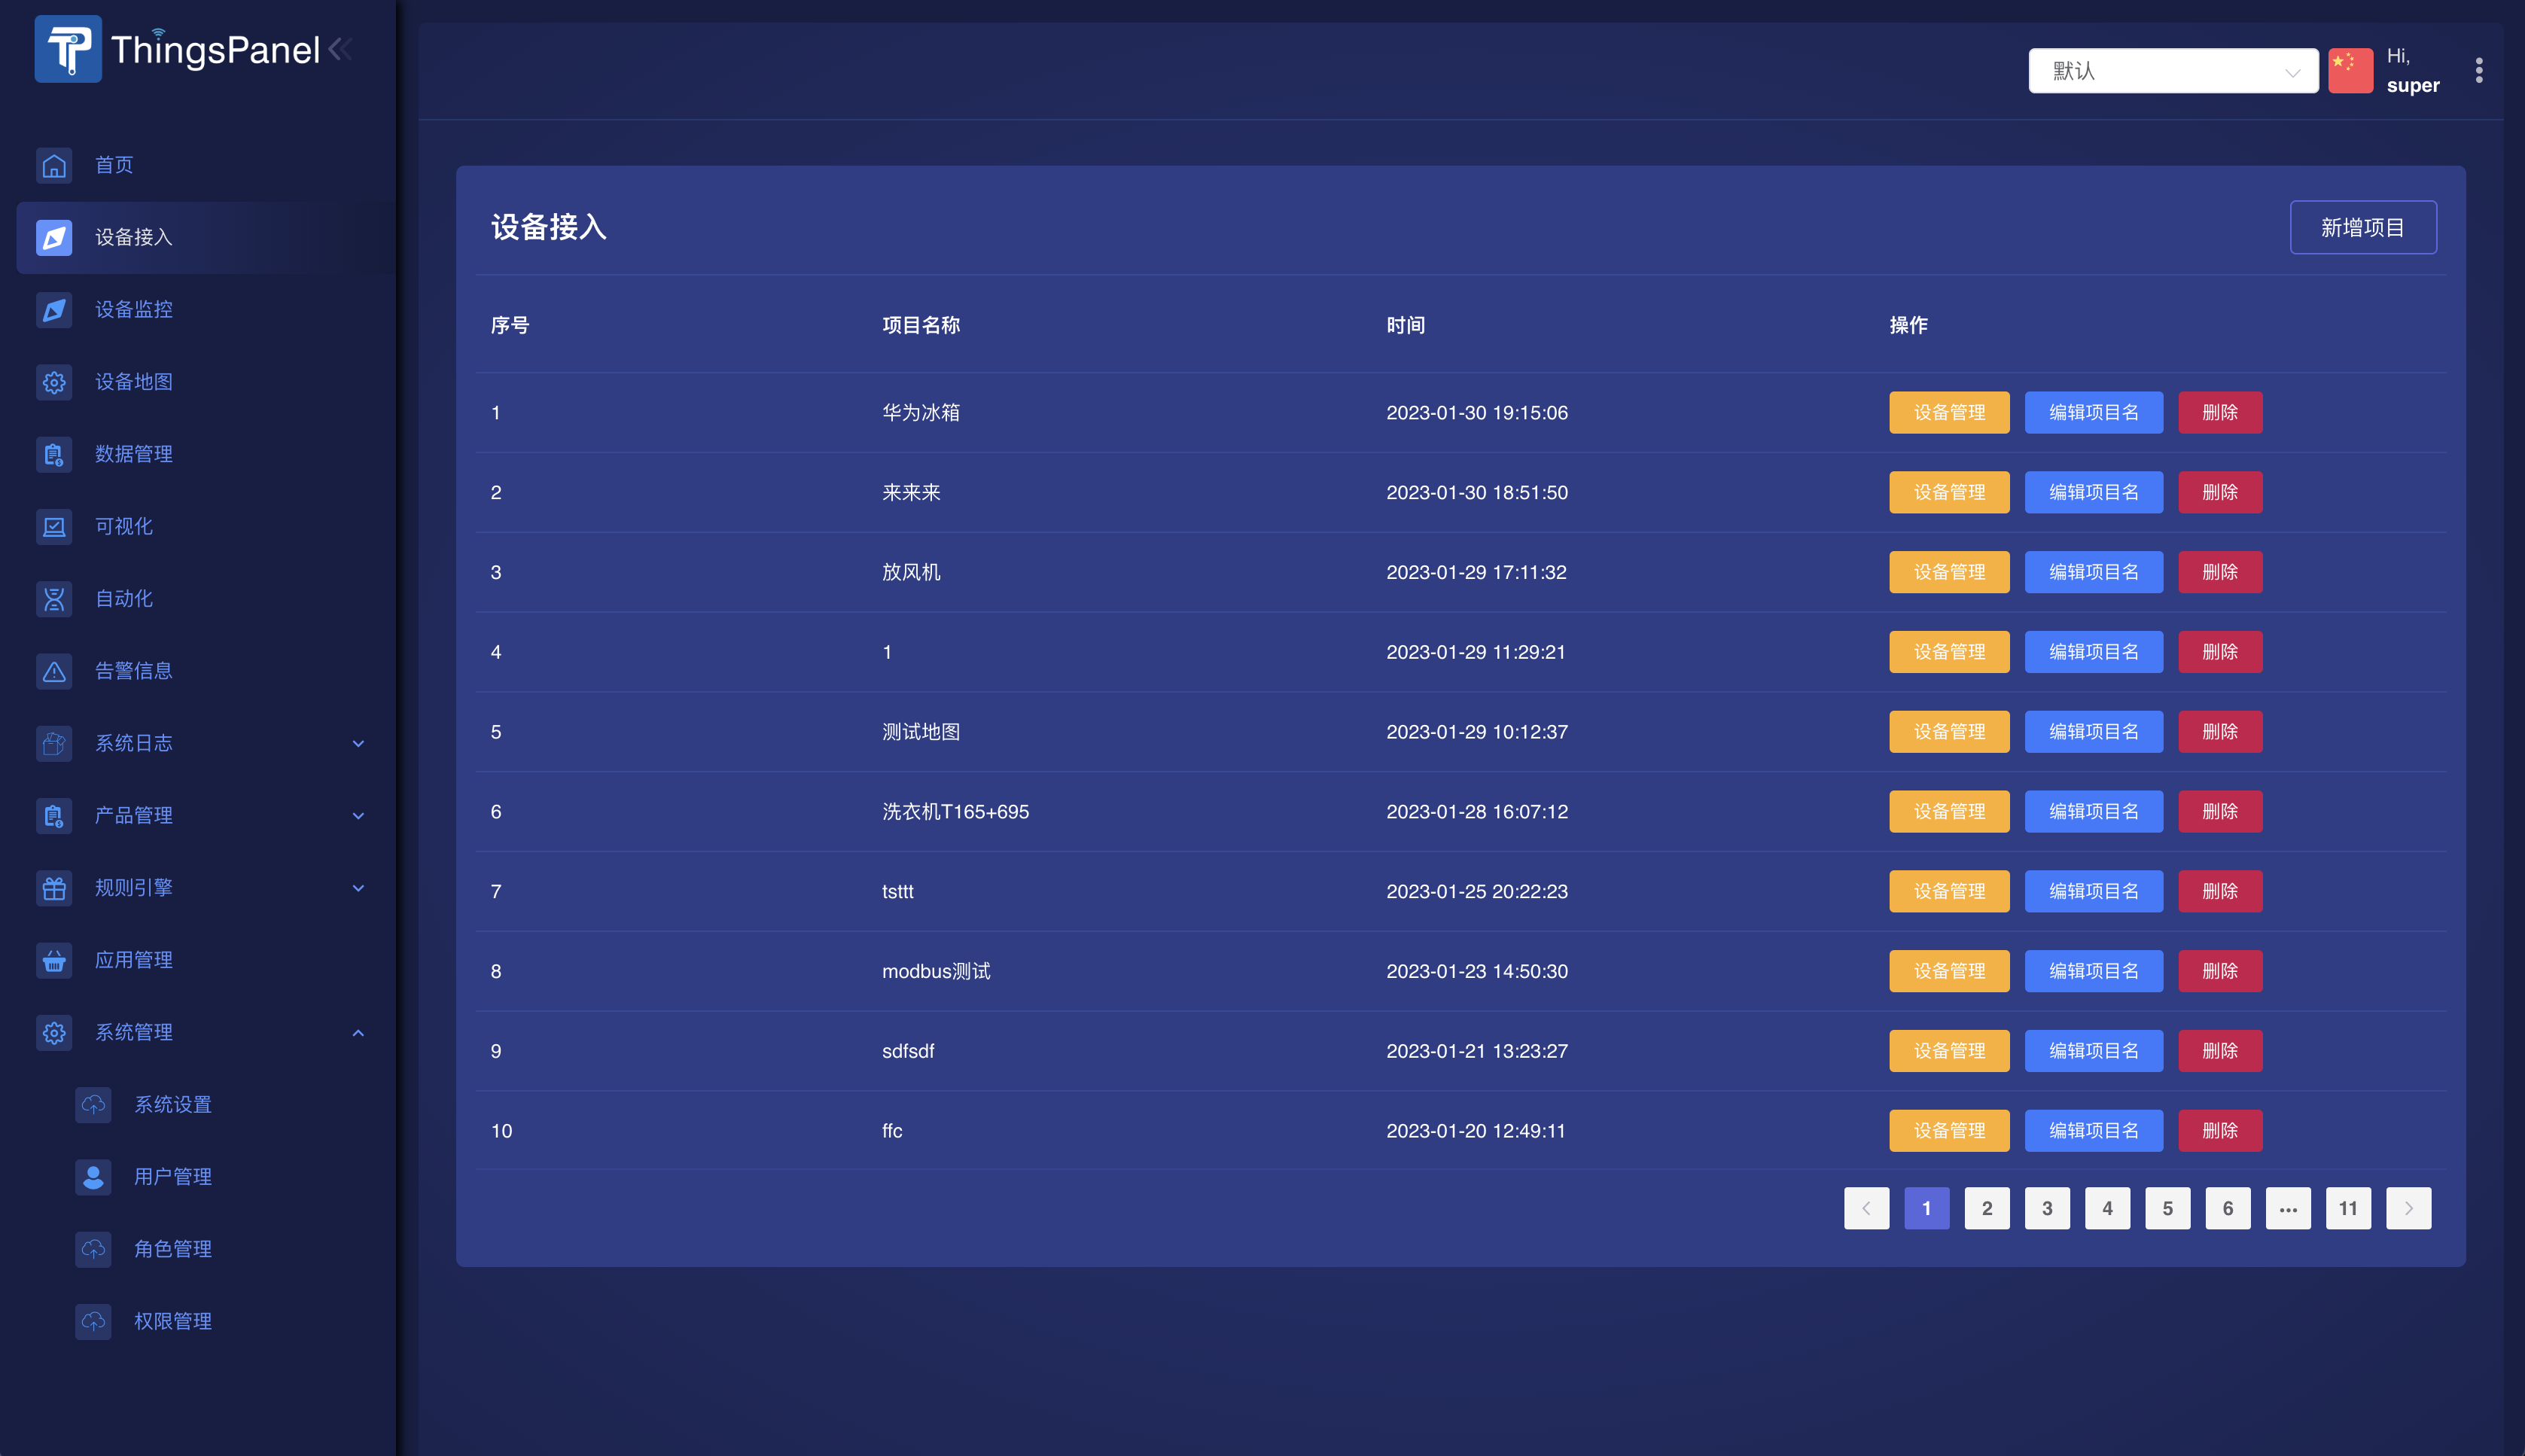 ThingsPanel
默认
Hi,
super
首页
设备接入
设备监控
设备地图
数据管理
可视化
自动化
告警信息
系统日志
产品管理
规则引擎
应用管理
系统管理
系统设置
用户管理
角色管理
权限管理
设备接入 新增项目
序号 项目名称 时间 操作
1 华为冰箱 2023-01-30 19:15:06 设备管理 编辑项目名 删除
2 来来来 2023-01-30 18:51:50 设备管理 编辑项目名 删除
3 放风机 2023-01-29 17:11:32 设备管理 编辑项目名 删除
4 1 2023-01-29 11:29:21 设备管理 编辑项目名 删除
5 测试地图 2023-01-29 10:12:37 设备管理 编辑项目名 删除
6 洗衣机T165+695 2023-01-28 16:07:12 设备管理 编辑项目名 删除
7 tsttt 2023-01-25 20:22:23 设备管理 编辑项目名 删除
8 modbus测试 2023-01-23 14:50:30 设备管理 编辑项目名 删除
9 sdfsdf 2023-01-21 13:23:27 设备管理 编辑项目名 删除
10 ffc 2023-01-20 12:49:11 设备管理 编辑项目名 删除
1 2 3 4 5 6 ... 11